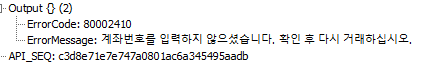 Output {} (2)
ErrorCode: 80002410
ErrorMessage: 계좌번호를 입력하지 않으셨습니다. 확인 후 다시 거래하십시오.
API_SEQ: c3d8e71e7e747a0801ac6a345495aadb